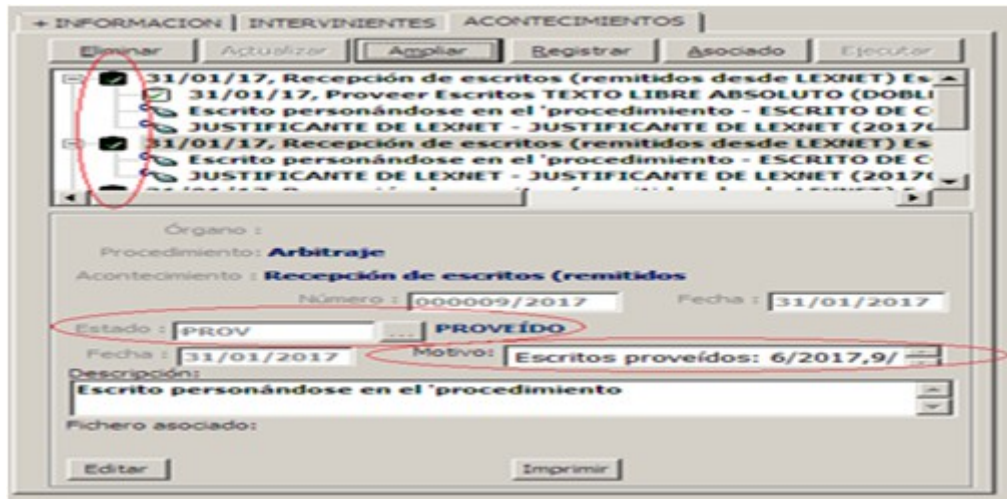 + INFORMACION | INTERVINIENTES | ACONTECIMIENTOS
Eliminar Actualizar Ampliar Registrar Asociado Ejecutar
31/01/17, Recepción de escritos (remitidos desde LEXNET) Es
31/01/17, Proveer Escritos TEXTO LIBRE ABSOLUTO (DOBL
Escrito personándose en el 'procedimiento - ESCRITO DE C
JUSTIFICANTE DE LEXNET - JUSTIFICANTE DE LEXNET (2017
31/01/17, Recepción de escritos (remitidos desde LEXNET) Es
Escrito personándose en el 'procedimiento - ESCRITO DE C
JUSTIFICANTE DE LEXNET - JUSTIFICANTE DE LEXNET (2017
Órgano :
Procedimiento: Arbitraje
Acontecimiento : Recepción de escritos (remitidos
Número : 000009/2017 Fecha : 31/01/2017
Estado : PROV ... PROVEÍDO
Fecha : 31/01/2017 Motivo: Escritos proveídos: 6/2017,9/
Descripción:
Escrito personándose en el 'procedimiento
Fichero asociado:
Editar Imprimir